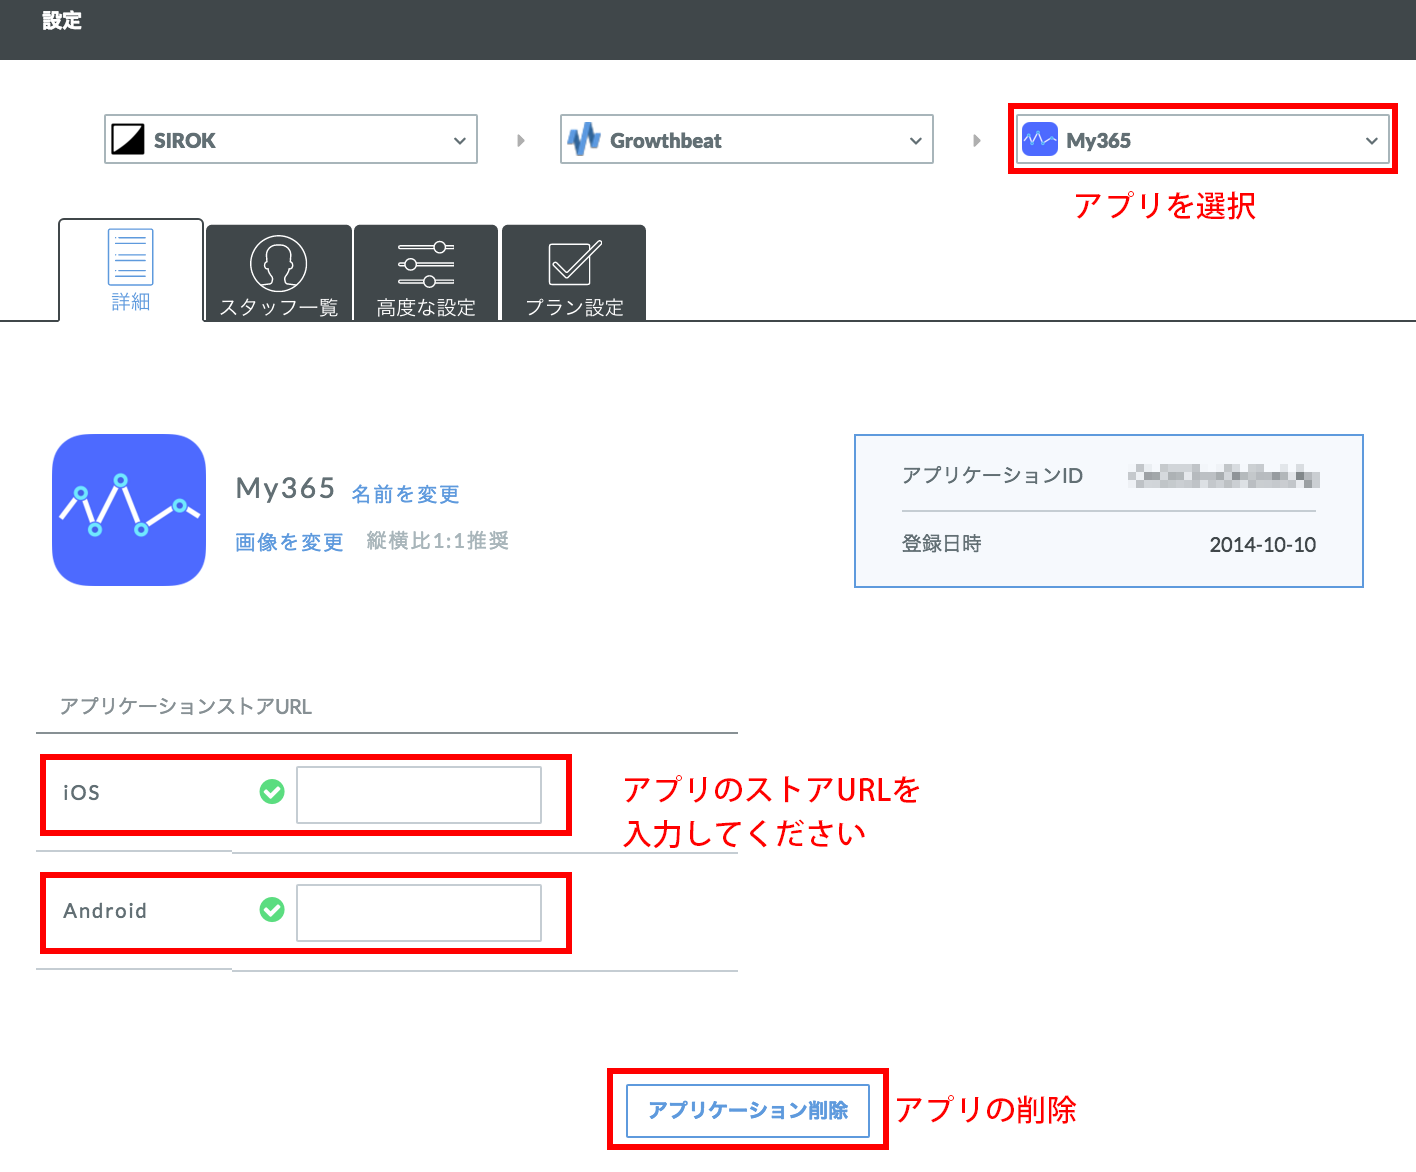 設定
SIROK
Growthbeat
My365
アプリを選択
詳細
スタッフ一覧
高度な設定
プラン設定
My365 名前を変更
画像を変更 縦横比1:1推奨
アプリケーションID
登録日時 2014-10-10
アプリケーションストアURL
iOS
アプリのストアURLを
入力してください
Android
アプリケーション削除
アプリの削除